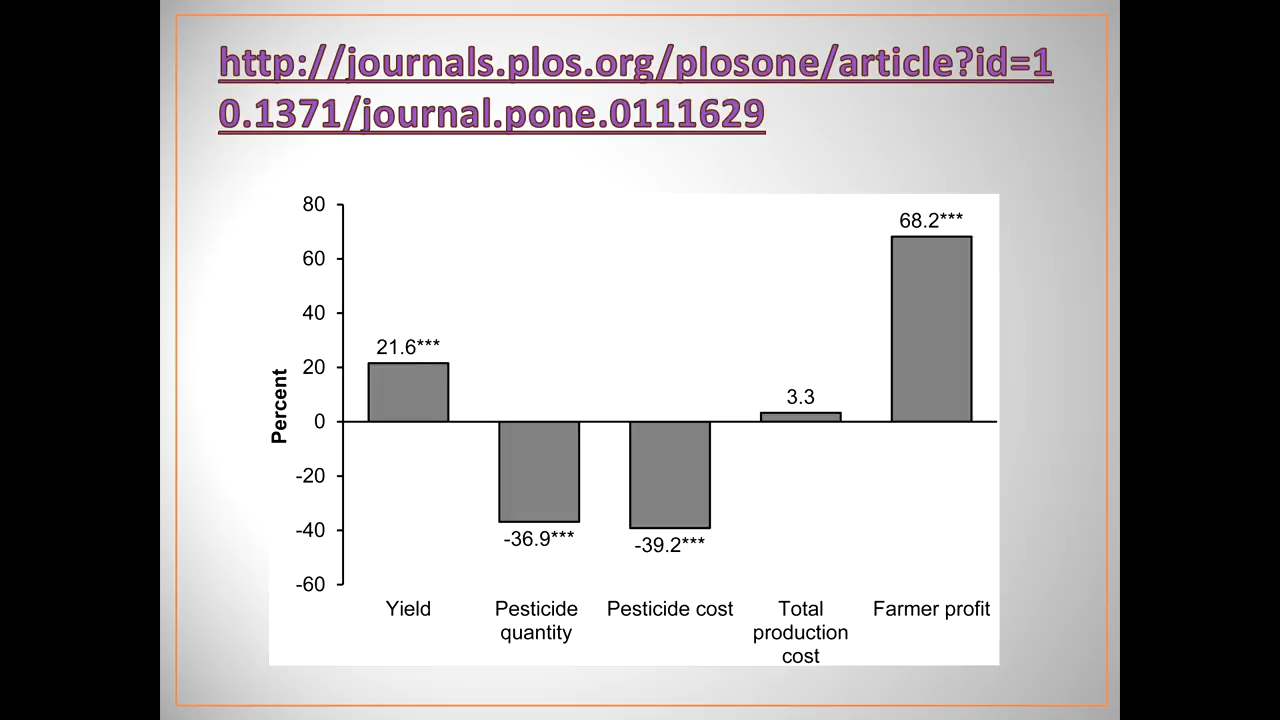 http://journals.plos.org/plosone/article?id=1
0.1371/journal.pone.0111629
80
60
40
20
0
-20
-40
-60
Percent
21.6***
-36.9***
-39.2***
3.3
68.2***
Yield
Pesticide
quantity
Pesticide cost
Total
production
cost
Farmer profit